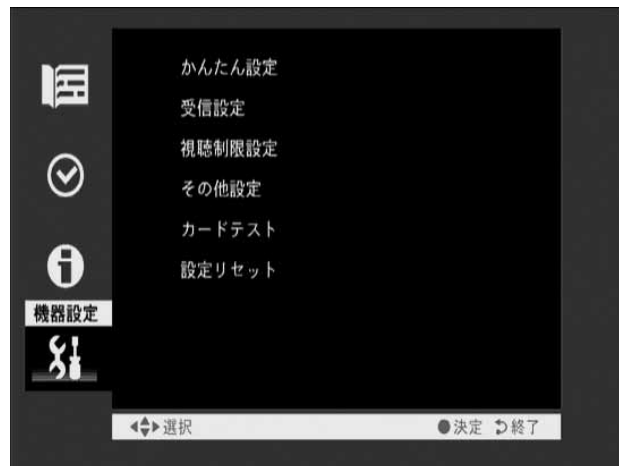 かんたん設定
受信設定
視聴制限設定
その他設定
カードテスト
設定リセット
機器設定
選択
決定 終了